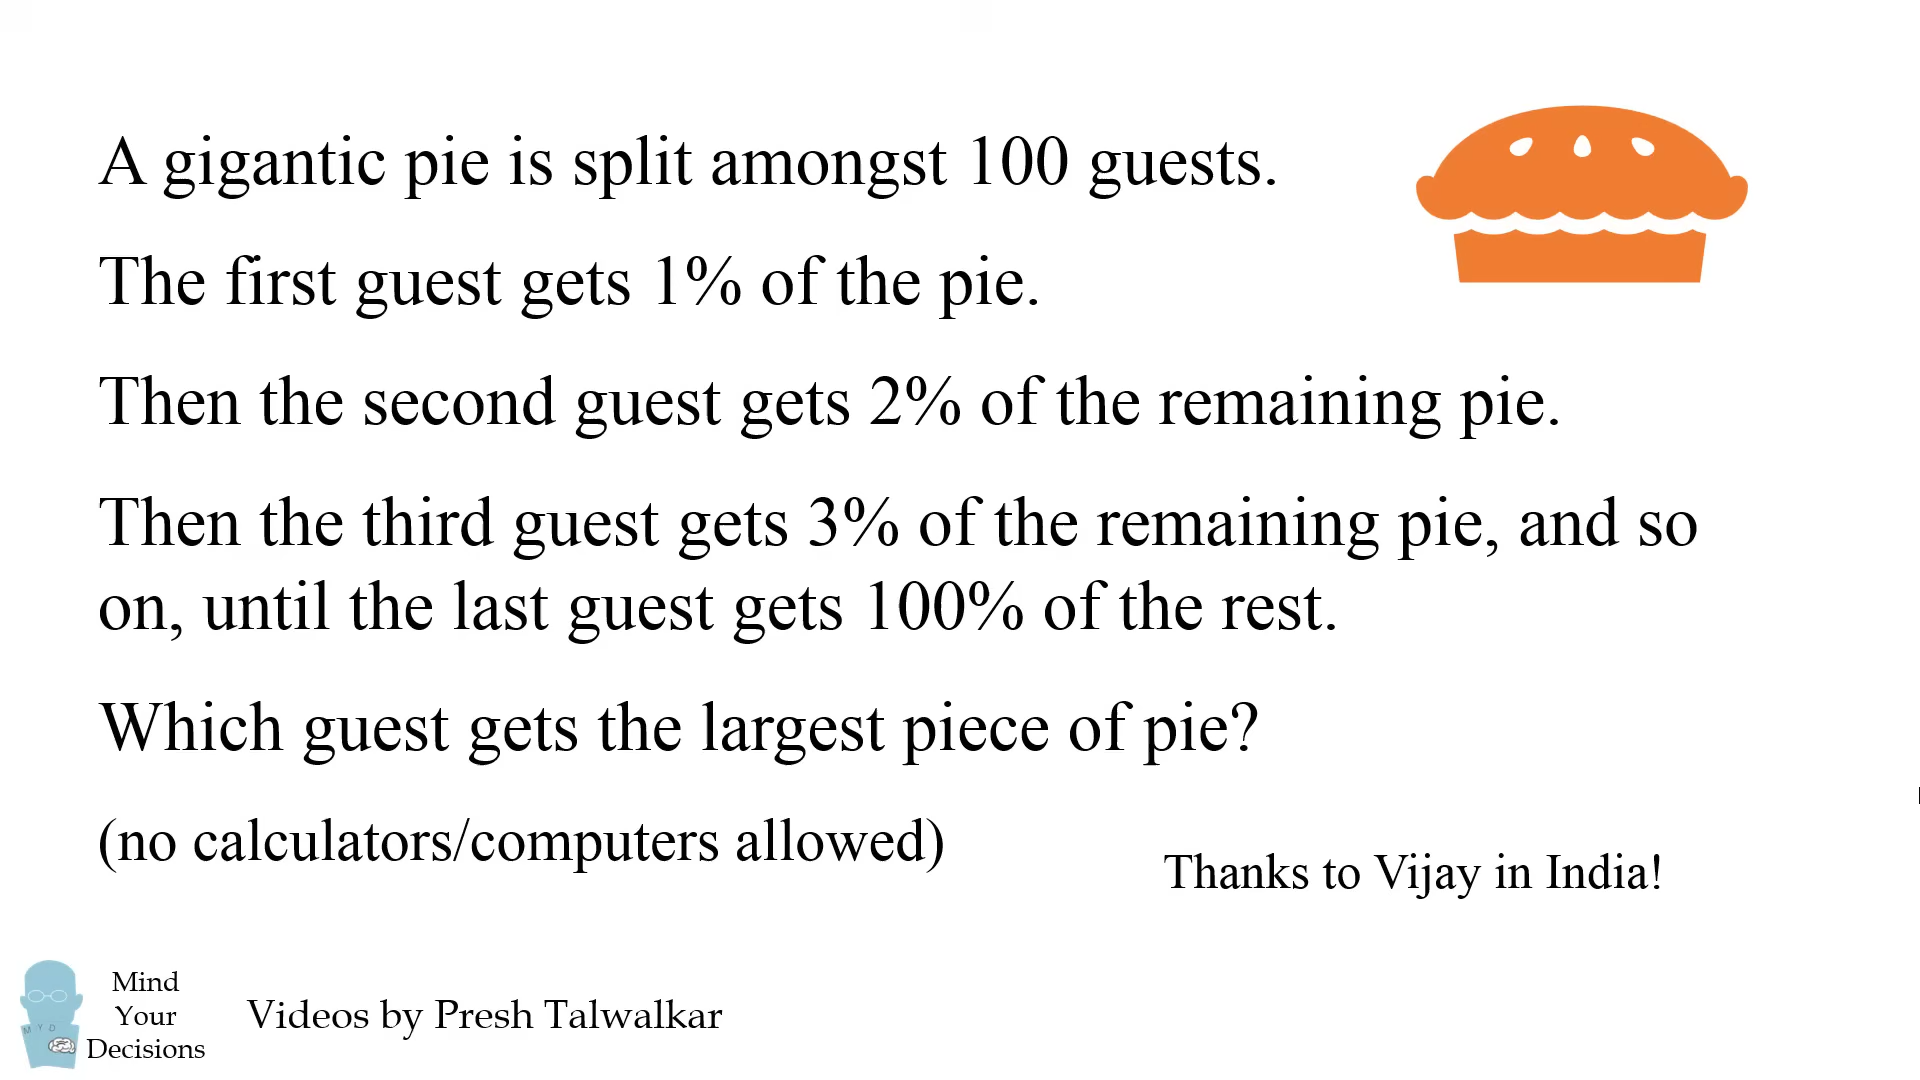 A gigantic pie is split amongst 100 guests.
The first guest gets 1% of the pie.
Then the second guest gets 2% of the remaining pie.
Then the third guest gets 3% of the remaining pie, and so
on, until the last guest gets 100% of the rest.
Which guest gets the largest piece of pie?
(no calculators/computers allowed)
Thanks to Vijay in India!
M Y D
Mind
Your
Decisions
Videos by Presh Talwalkar